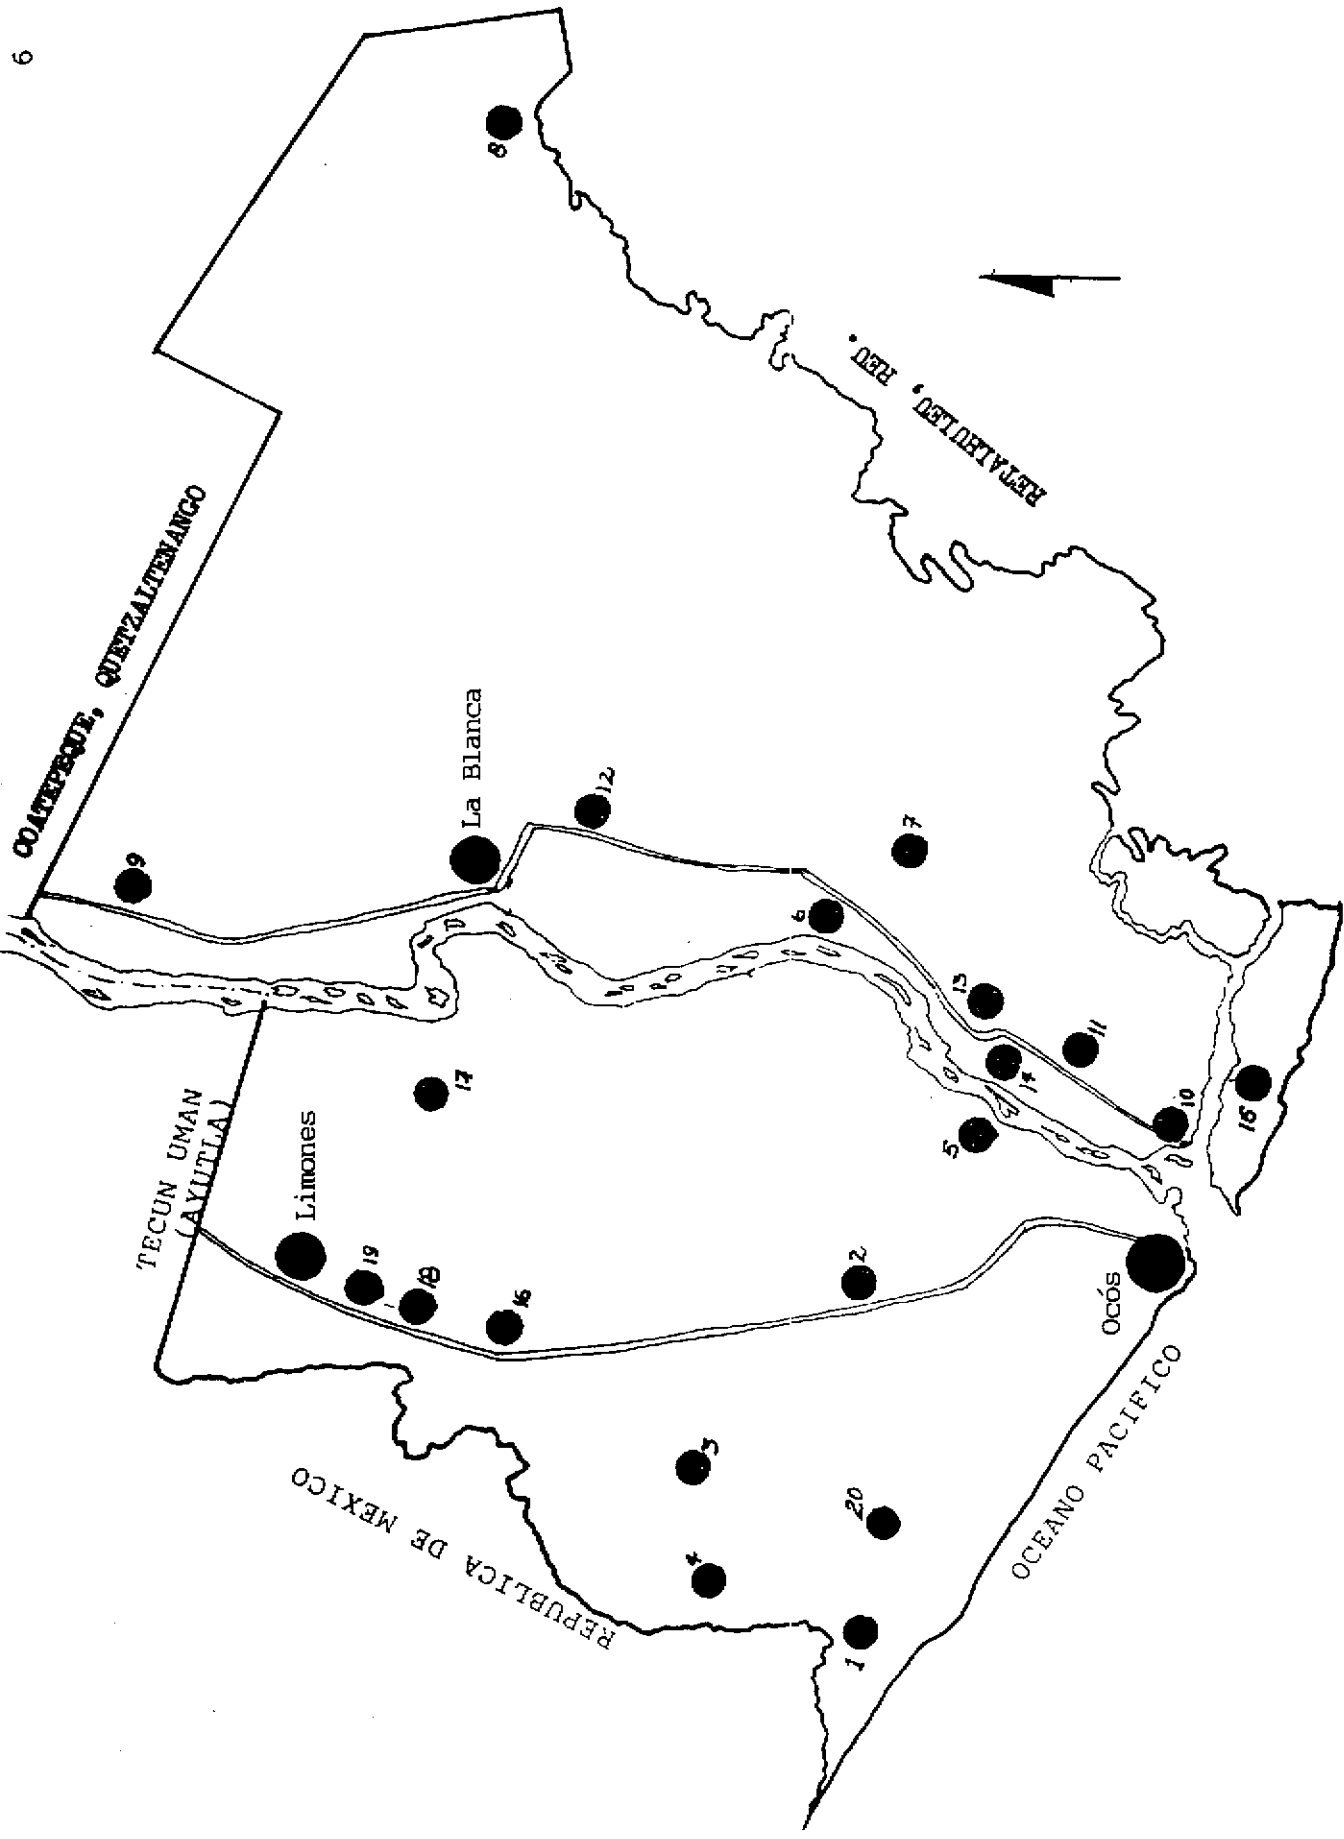 6
COATEPEQUE, QUETZALTENANGO
8
RETALHULEU, REU.
9
La Blanca
12
7
6
13
11
14
5
10
15
TECUN UMAN
(AYUTLA)
Limones
17
19
18
16
2
Ocós
REPUBLICA DE MEXICO
3
4
20
1
OCEANO PACIFICO